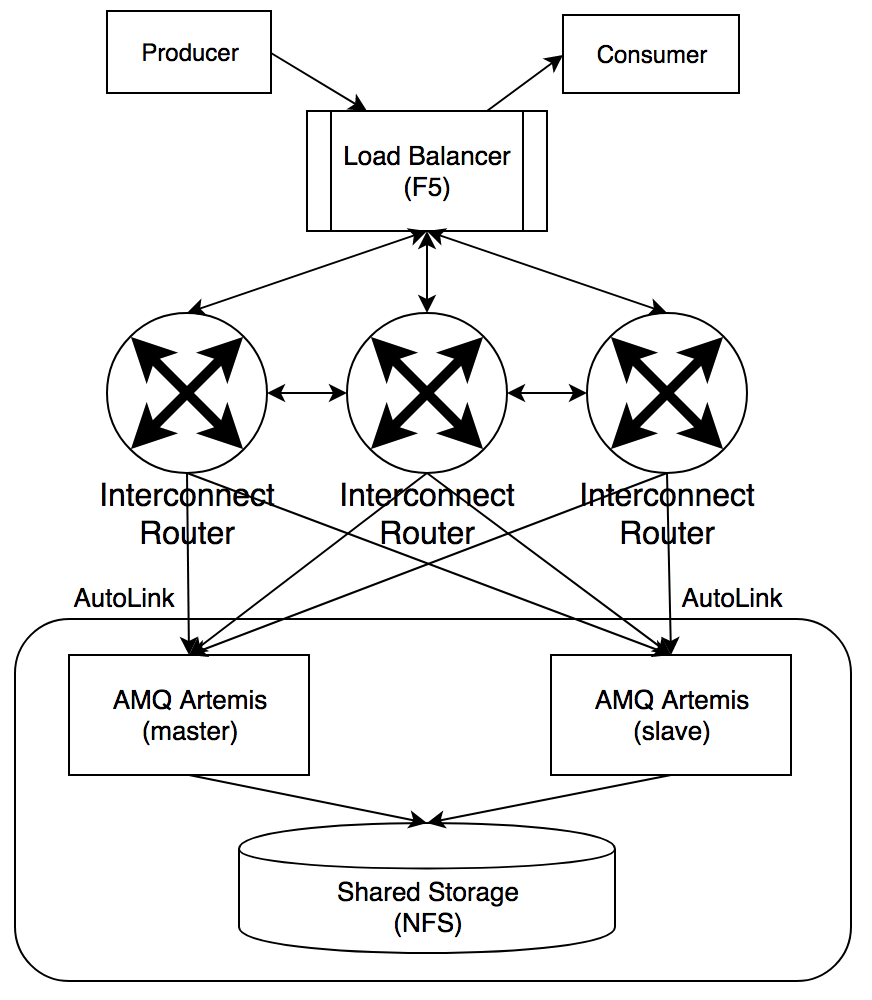 Producer
Consumer
Load Balancer
(F5)
Interconnect
Router
Interconnect
Router
Interconnect
Router
AutoLink
AutoLink
AMQ Artemis
(master)
AMQ Artemis
(slave)
Shared Storage
(NFS)